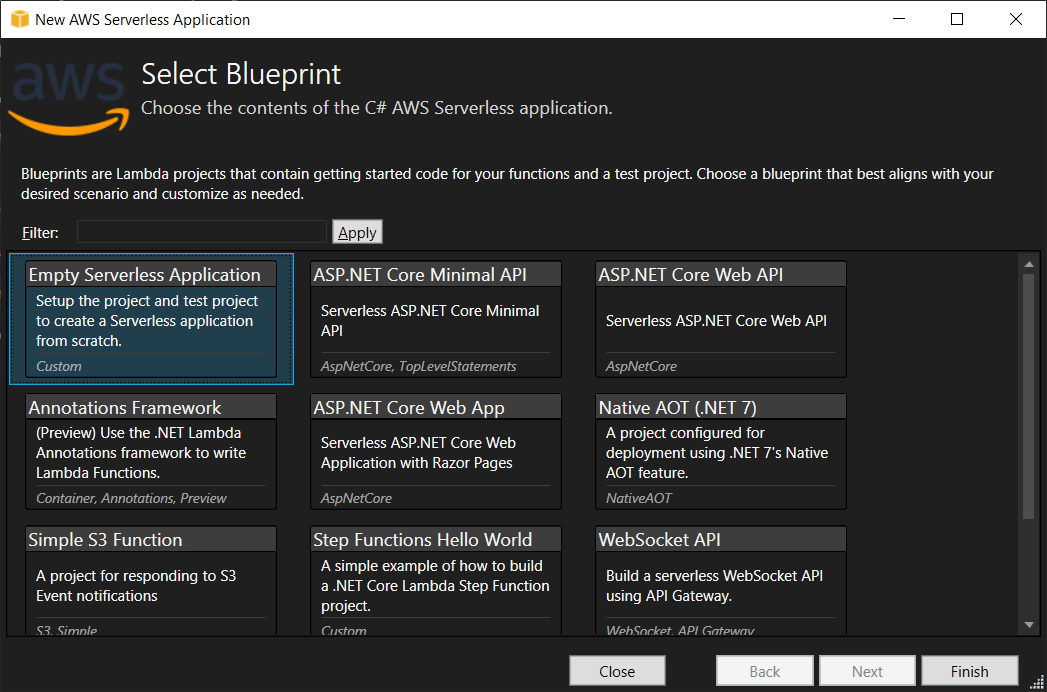 New AWS Serverless Application
aws
Select Blueprint
Choose the contents of the C# AWS Serverless application.
Blueprints are Lambda projects that contain getting started code for your functions and a test project. Choose a blueprint that best aligns with your
desired scenario and customize as needed.
Filter:
Apply
Empty Serverless Application
Setup the project and test project
to create a Serverless application
from scratch.
Custom
ASP.NET Core Minimal API
Serverless ASP.NET Core Minimal
API
AspNetCore, TopLevelStatements
ASP.NET Core Web API
Serverless ASP.NET Core Web API
AspNetCore
Annotations Framework
(Preview) Use the .NET Lambda
Annotations framework to write
Lambda Functions.
Container, Annotations, Preview
ASP.NET Core Web App
Serverless ASP.NET Core Web
Application with Razor Pages
AspNetCore
Native AOT (.NET 7)
A project configured for
deployment using .NET 7's Native
AOT feature.
NativeAOT
Simple S3 Function
A project for responding to S3
Event notifications
S3, Simple
Step Functions Hello World
A simple example of how to build
a .NET Core Lambda Step Function
project.
Custom
WebSocket API
Build a serverless WebSocket API
using API Gateway.
WebSocket, API Gateway
Close
Back
Next
Finish